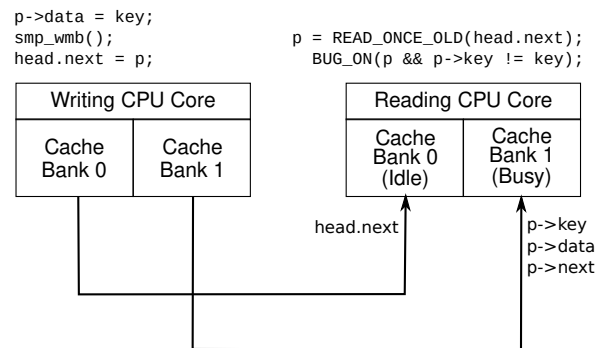 p->data = key;
smp_wmb();
head.next = p;
p = READ_ONCE_OLD(head.next);
BUG_ON(p && p->key != key);
Writing CPU Core
Reading CPU Core
Cache
Bank 0
Cache
Bank 1
Cache
Bank 0
(Idle)
Cache
Bank 1
(Busy)
head.next
p->key
p->data
p->next